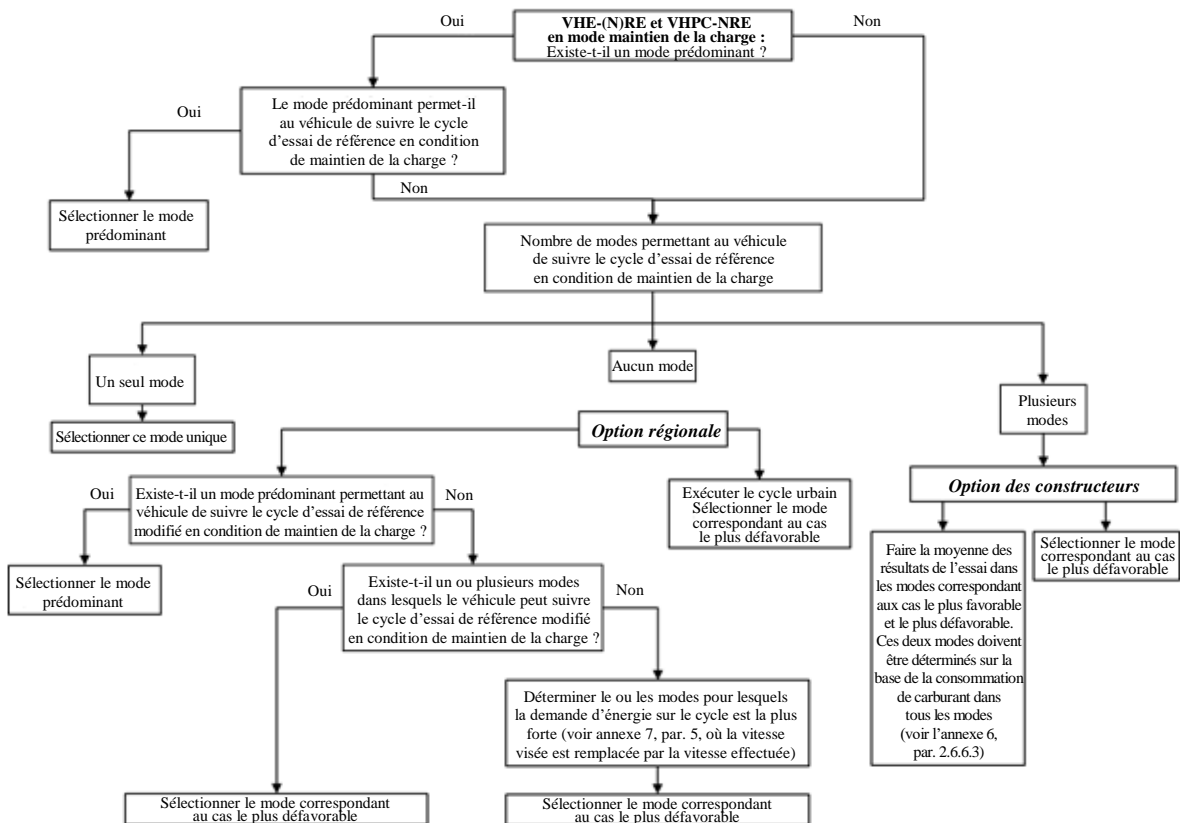 Oui
VHE-(N)RE et VHPC-NRE
en mode maintien de la charge :
Existe-t-il un mode prédominant ?
Non
Oui
Le mode prédominant permet-il
au véhicule de suivre le cycle
d'essai de référence en condition
de maintien de la charge ?
Non
Sélectionner le mode
prédominant
Nombre de modes permettant au véhicule
de suivre le cycle d'essai de référence
en condition de maintien de la charge
Un seul mode
Aucun mode
Plusieurs
modes
Sélectionner ce mode unique
Option régionale
Option des constructeurs
Oui
Existe-t-il un mode prédominant permettant au
véhicule de suivre le cycle d'essai de référence
modifié en condition de maintien de la charge ?
Non
Exécuter le cycle urbain
Sélectionner le mode
correspondant au cas
le plus défavorable
Faire la moyenne des
résultats de l'essai dans
les modes correspondant
aux cas le plus favorable
et le plus défavorable.
Ces deux modes doivent
être déterminés sur la
base de la consommation
de carburant dans
tous les modes
(voir l'annexe 6,
par. 2.6.6.3)
Sélectionner le mode
correspondant au cas
le plus défavorable
Sélectionner le mode
prédominant
Oui
Existe-t-il un ou plusieurs modes
dans lesquels le véhicule peut suivre
le cycle d'essai de référence modifié
en condition de maintien de la charge ?
Non
Déterminer le ou les modes pour lesquels
la demande d'énergie sur le cycle est la plus
forte (voir annexe 7, par. 5, où la vitesse
visée est remplacée par la vitesse effectuée)
Sélectionner le mode correspondant
au cas le plus défavorable
Sélectionner le mode correspondant
au cas le plus défavorable